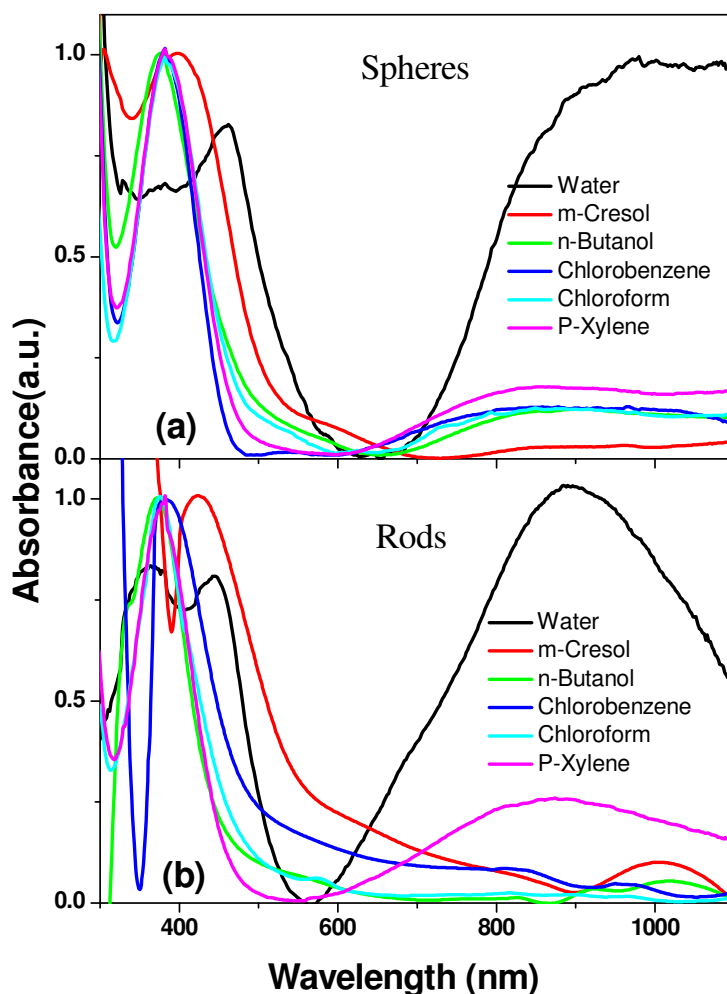 1.0
Spheres
Water
m-Cresol
n-Butanol
Chlorobenzene
Chloroform
P-Xylene
0.5
(a)
0.0
Absorbance(a.u.)
1.0
Rods
Water
m-Cresol
n-Butanol
Chlorobenzene
Chloroform
P-Xylene
0.5
(b)
0.0
400 600 800 1000
Wavelength (nm)